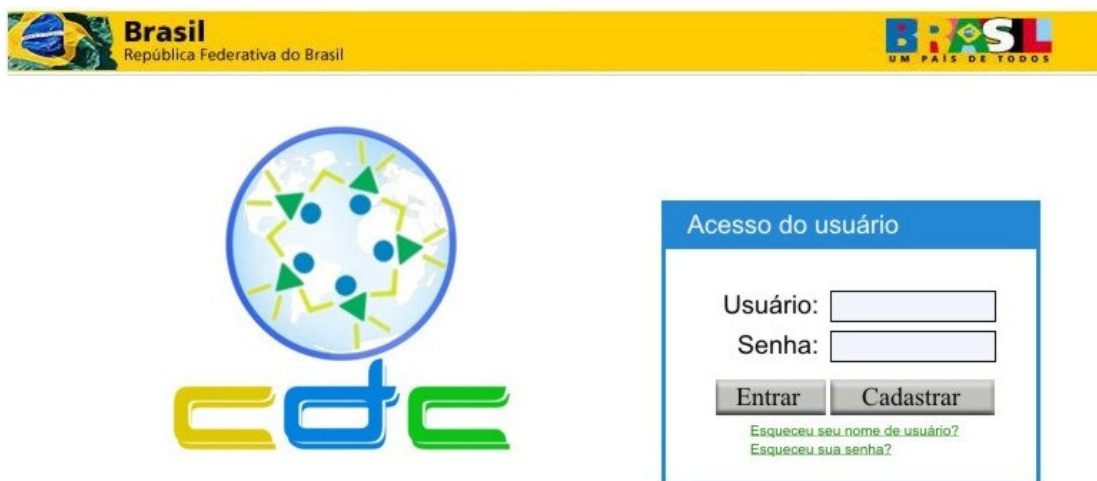 Brasil
República Federativa do Brasil
BRASIL
UM PAÍS DE TODOS
cdc
Acesso do usuário
Usuário:
Senha:
Entrar
Cadastrar
Esqueceu seu nome de usuário?
Esqueceu sua senha?